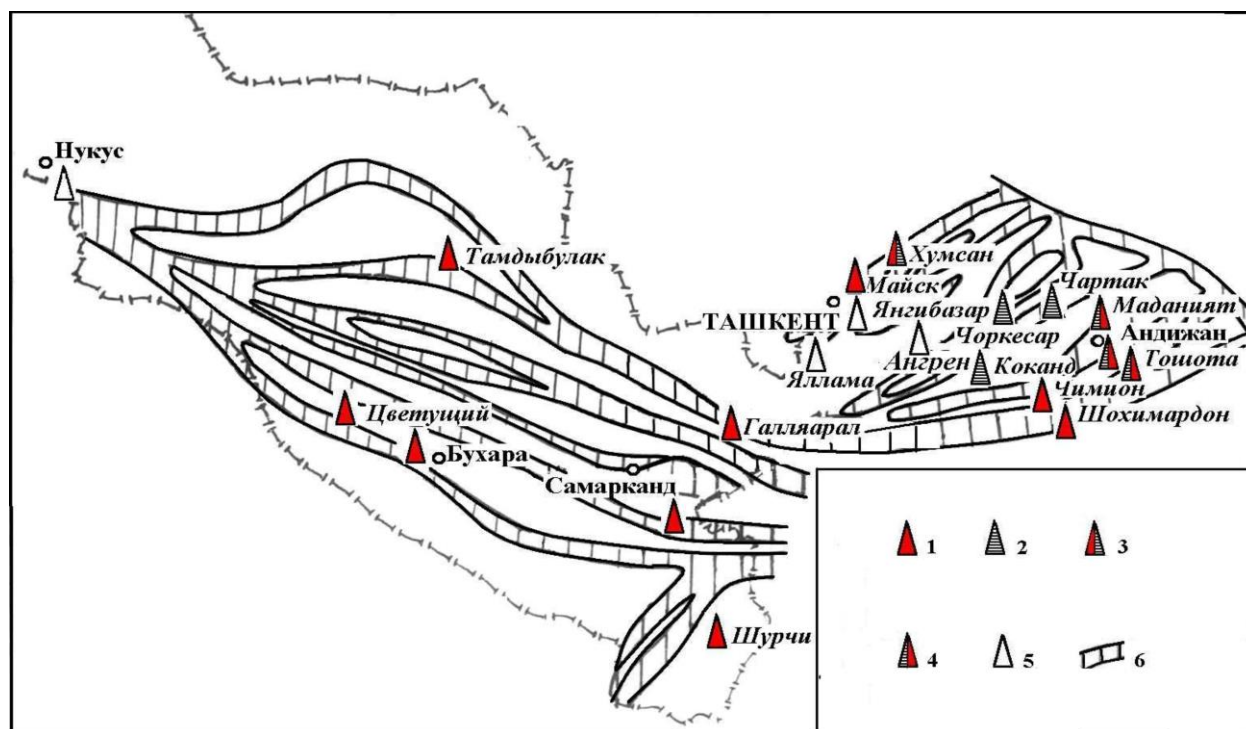 Нукус
Тамдыбулак
Хумсан
Майск
Чартак
Янгибазар
Маданият
ТАШКЕНТ
Чоркесар
Андижан
Ангрен
Коканд
Тошота
Яллама
Чимион
Цветущий
Галляарал
Шохимардон
Бухара
Самарканд
Шурчи
1
2
3
4
5
6